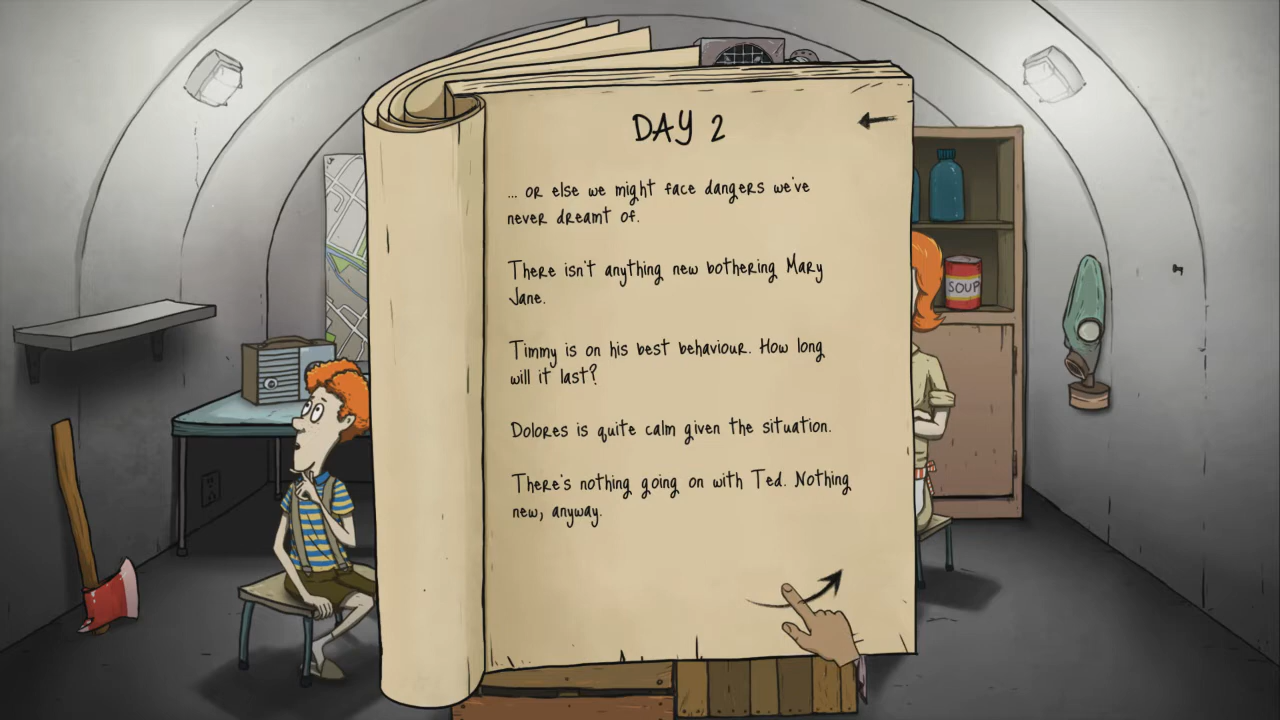 DAY 2
... or else we might face dangers we've
never dreamt of.
There isn't anything new bothering Mary
Jane.
Timmy is on his best behaviour. How long
will it last?
Dolores is quite calm given the situation.
There's nothing going on with Ted. Nothing
new, anyway.
SOUP